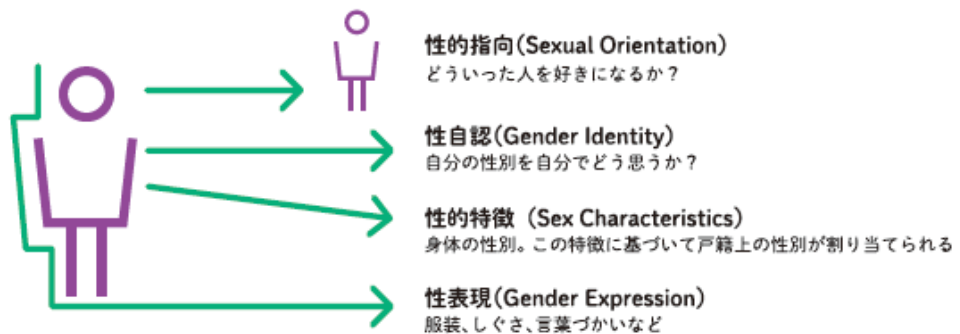 性的指向(Sexual Orientation)
どういった人を好きになるか？
性自認(Gender Identity)
自分の性別を自分でどう思うか？
性的特徴 (Sex Characteristics)
身体の性別。この特徴に基づいて戸籍上の性別が割り当てられる
性表現(Gender Expression)
服装、しぐさ、言葉づかいなど